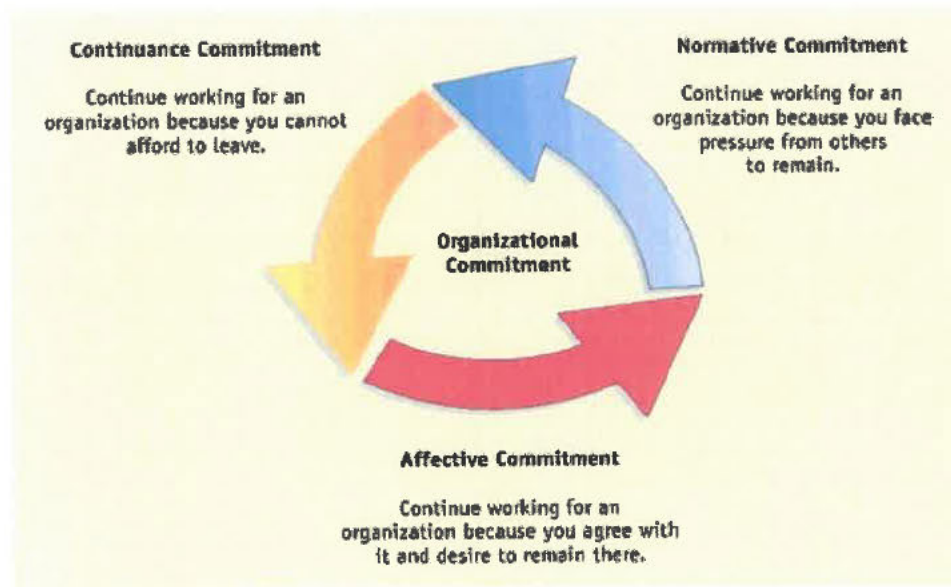 Continuance Commitment
Continue working for an
organization because you cannot
afford to leave.
Normative Commitment
Continue working for an
organization because you face
pressure from others
to remain.
Organizational
Commitment
Affective Commitment
Continue working for an
organization because you agree with
it and desire to remain there.